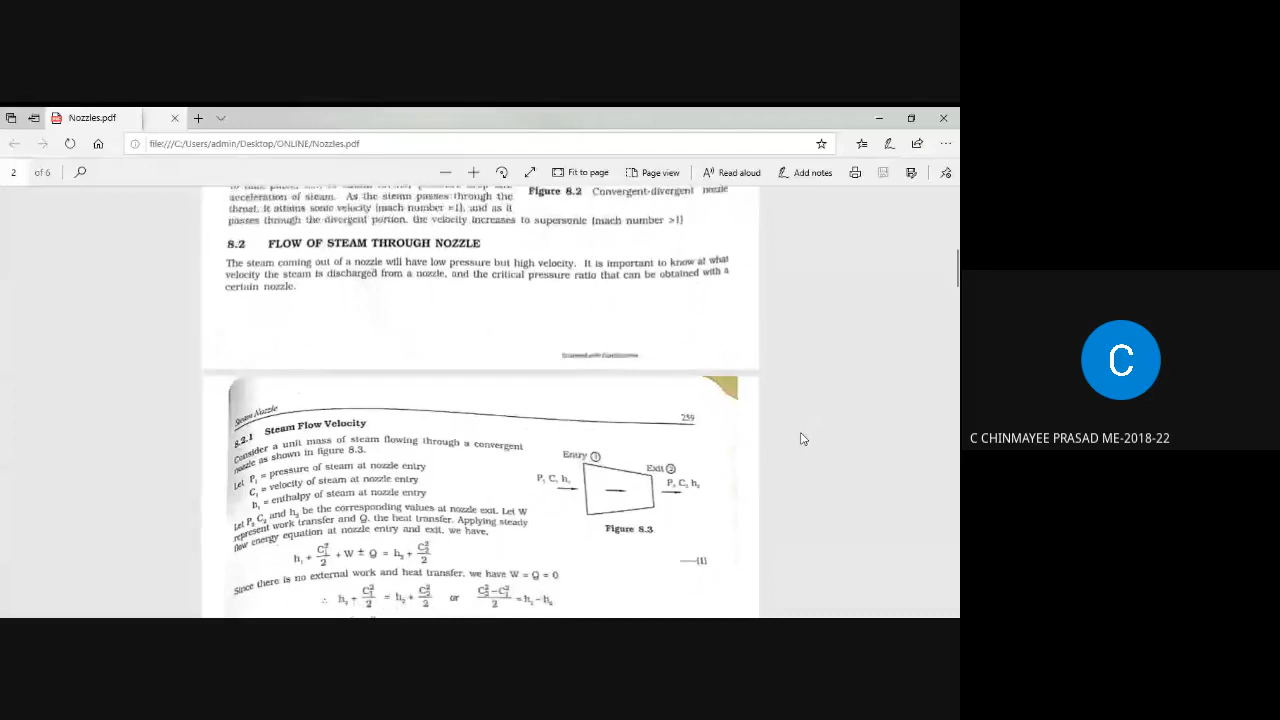 Nozzles.pdf
file:///C:/Users/admin/Desktop/ONLINE/Nozzles.pdf
2 of 6 Fit to page Page view Read aloud Add notes
acceleration of steam. As the steam passes through the
throat, it attains sonic velocity (mach number =1), and as it
passes through the divergent portion, the velocity increases to supersonic (mach number >1)
Figure 8.2 Convergent-divergent nozzle
8.2 FLOW OF STEAM THROUGH NOZZLE
The steam coming out of a nozzle will have low pressure but high velocity. It is important to know at what
velocity the steam is discharged from a nozzle, and the critical pressure ratio that can be obtained with a
certain nozzle.
Steam Nozzle 259
8.2.1 Steam Flow Velocity
Consider a unit mass of steam flowing through a convergent
nozzle as shown in figure 8.3.
Let P₁ = pressure of steam at nozzle entry
C₁ = velocity of steam at nozzle entry
h₁ = enthalpy of steam at nozzle entry
Let P₂ C₂ and h₂ be the corresponding values at nozzle exit. Let W
represent work transfer and Q, the heat transfer. Applying steady
flow energy equation at nozzle entry and exit, we have,
Entry ①
Exit ②
P₁ C₁ h₁
P₂ C₂ h₂
Figure 8.3
h₁ + C₁²/2 + W ± Q = h₂ + C₂²/2 —(1)
Since there is no external work and heat transfer, we have W = Q = 0
∴ h₁ + C₁²/2 = h₂ + C₂²/2 or C₂²–C₁²/2 = h₁ – h₂
C
C CHINMAYEE PRASAD ME-2018-22